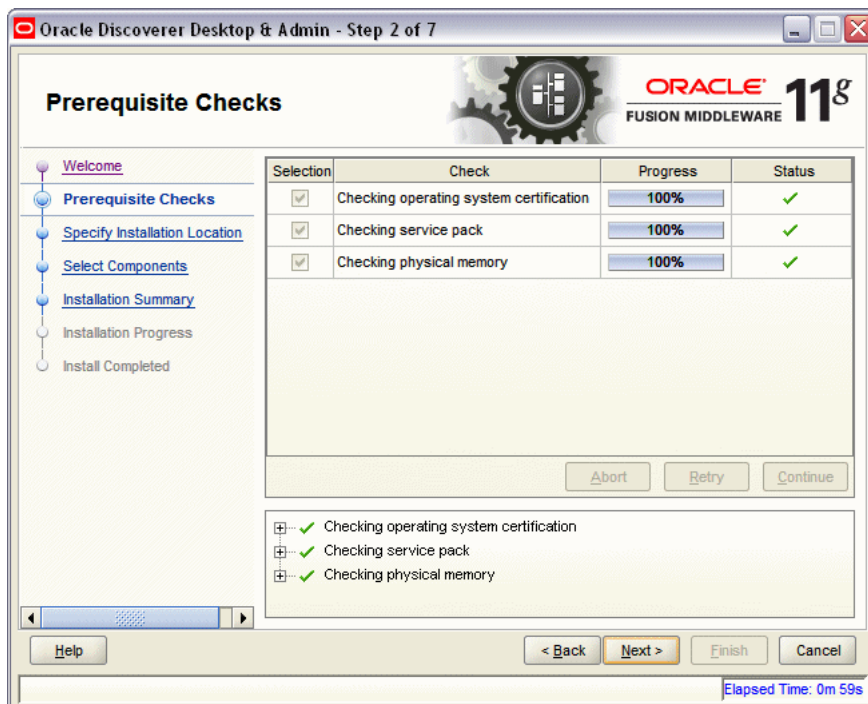 Oracle Discoverer Desktop & Admin - Step 2 of 7
Prerequisite Checks
ORACLE®
FUSION MIDDLEWARE 11g
Welcome
Prerequisite Checks
Specify Installation Location
Select Components
Installation Summary
Installation Progress
Install Completed
Selection Check Progress Status
Checking operating system certification 100%
Checking service pack 100%
Checking physical memory 100%
Abort Retry Continue
Checking operating system certification
Checking service pack
Checking physical memory
Help < Back Next > Finish Cancel
Elapsed Time: 0m 59s